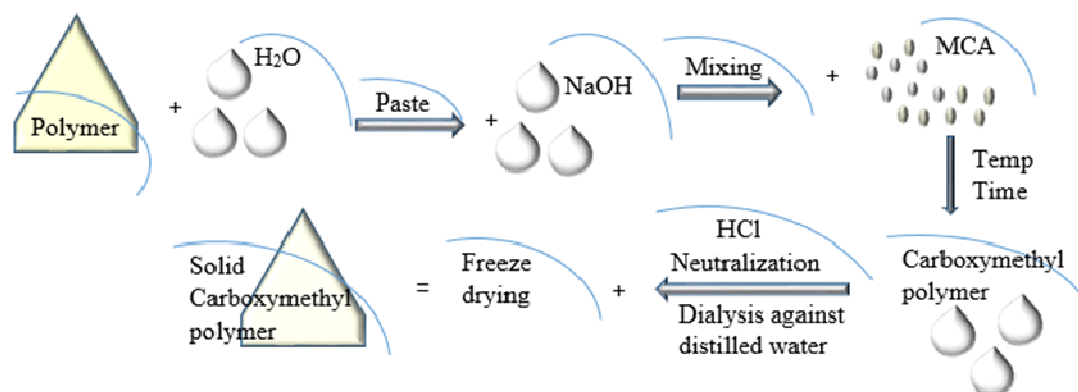 Polymer
+
H₂O
Paste
+
NaOH
Mixing
+
MCA
Temp
Time
Carboxymethyl
polymer
HCl
Neutralization
Dialysis against
distilled water
+
Freeze
drying
=
Solid
Carboxymethyl
polymer